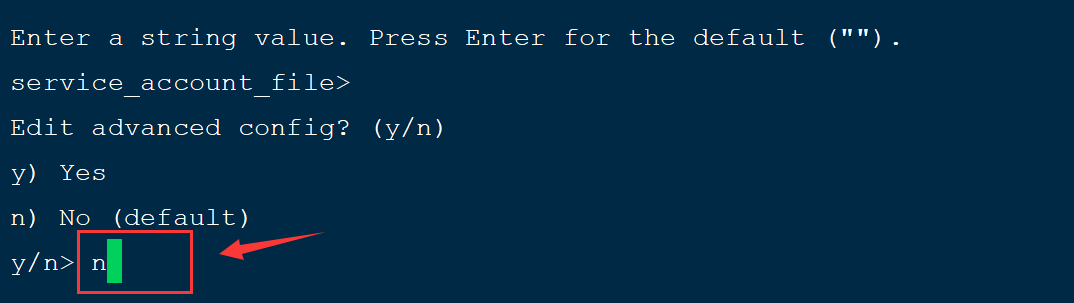 Enter a string value. Press Enter for the default ("").
service_account_file>
Edit advanced config? (y/n)
y) Yes
n) No (default)
y/n> n